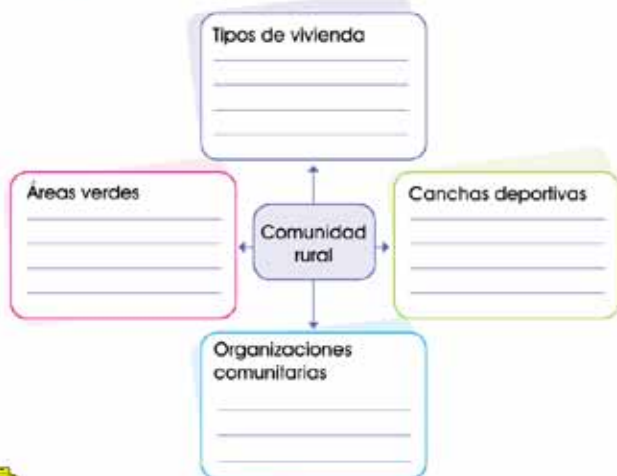 Tipos de vivienda
Áreas verdes
Comunidad
rural
Canchas deportivas
Organizaciones
comunitarias